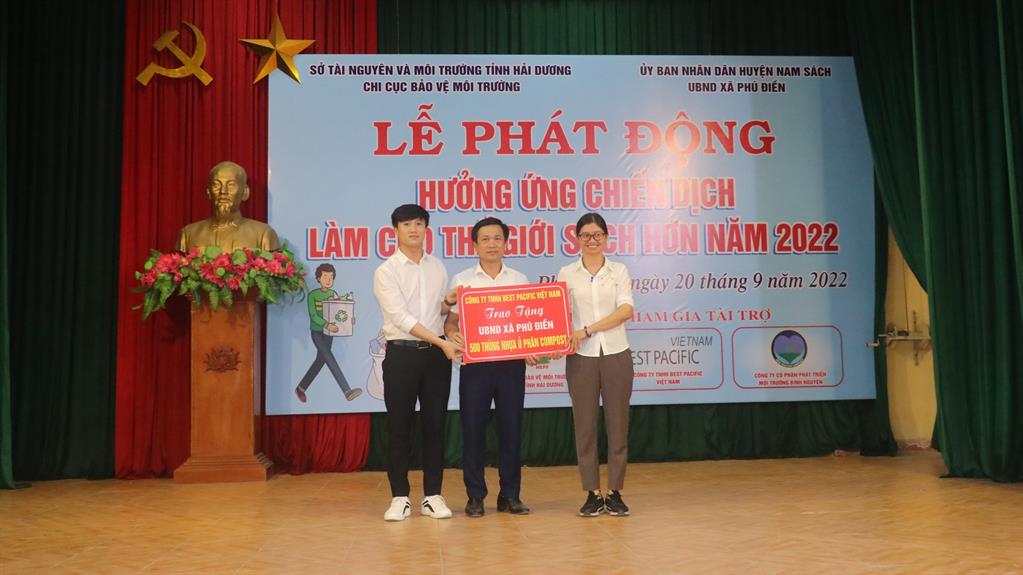 SỞ TÀI NGUYÊN VÀ MÔI TRƯỜNG TỈNH HẢI DƯƠNG
CHI CỤC BẢO VỆ MÔI TRƯỜNG
ỦY BAN NHÂN DÂN HUYỆN NAM SÁCH
UBND XÃ PHÚ ĐIỀN
LỄ PHÁT ĐỘNG
HƯỞNG ỨNG CHIẾN DỊCH
LÀM CHO THẾ GIỚI SẠCH HƠN NĂM 2022
ngày 20 tháng 9 năm 2022
THAM GIA TÀI TRỢ
CÔNG TY TNHH BEST PACIFIC VIỆT NAM
Trao Tặng
UBND XÃ PHÚ ĐIỀN
500 THÙNG NHỰA Ủ PHÂN COMPOST
TỈNH HẢI DƯƠNG
VIETNAM
BEST PACIFIC
CÔNG TY TNHH BEST PACIFIC
VIỆT NAM
CÔNG TY CỔ PHẦN PHÁT TRIỂN
MÔI TRƯỜNG BÌNH NGUYÊN